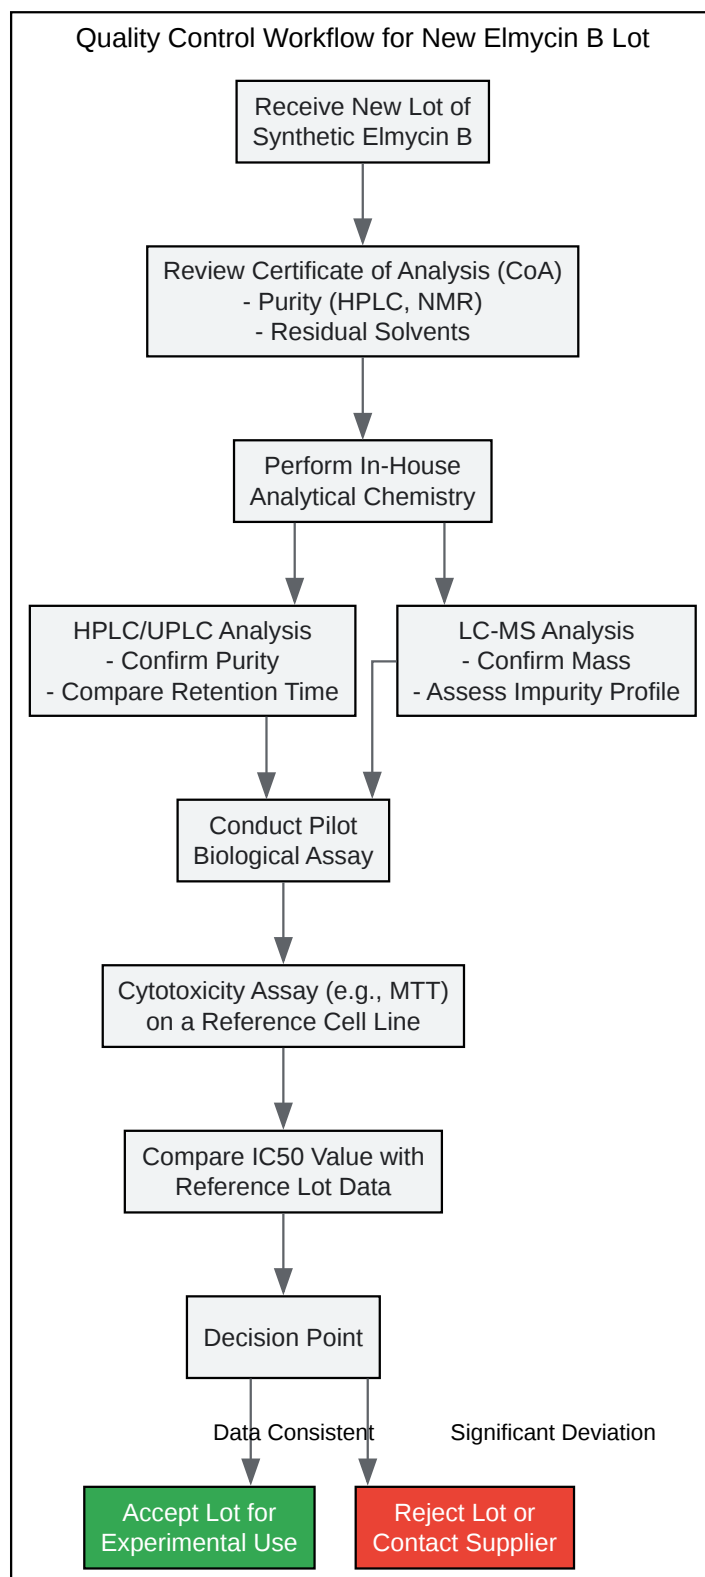 Quality Control Workflow for New Elmycin B Lot
Receive New Lot of
Synthetic Elmycin B
Review Certificate of Analysis (CoA)
- Purity (HPLC, NMR)
- Residual Solvents
Perform In-House
Analytical Chemistry
HPLC/UPLC Analysis
- Confirm Purity
- Compare Retention Time
LC-MS Analysis
- Confirm Mass
- Assess Impurity Profile
Conduct Pilot
Biological Assay
Cytotoxicity Assay (e.g., MTT)
on a Reference Cell Line
Compare IC50 Value with
Reference Lot Data
Decision Point
Data Consistent
Significant Deviation
Accept Lot for
Experimental Use
Reject Lot or
Contact Supplier